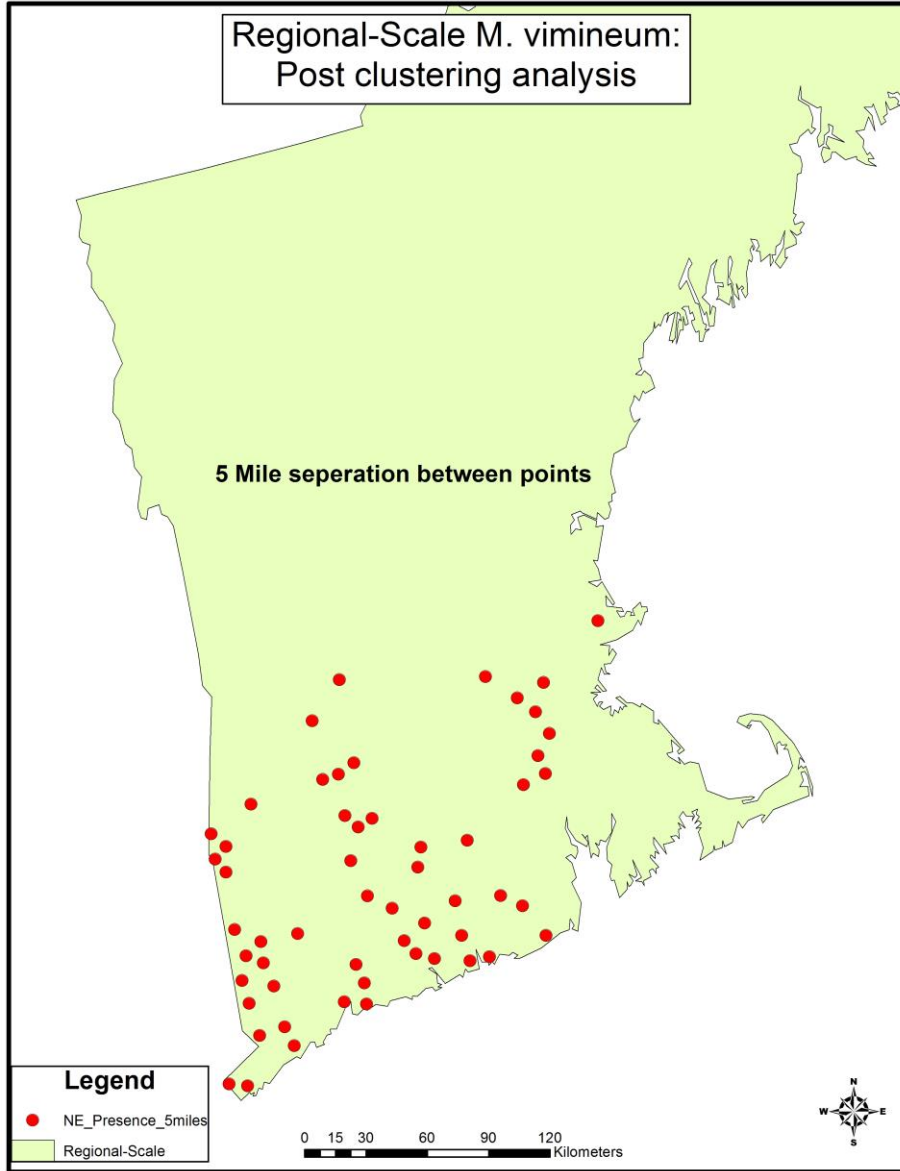 Regional-Scale M. vimineum:
Post clustering analysis
5 Mile seperation between points
Legend
NE_Presence_5miles
Regional-Scale
0 15 30 60 90 120
Kilometers
N
W E
S